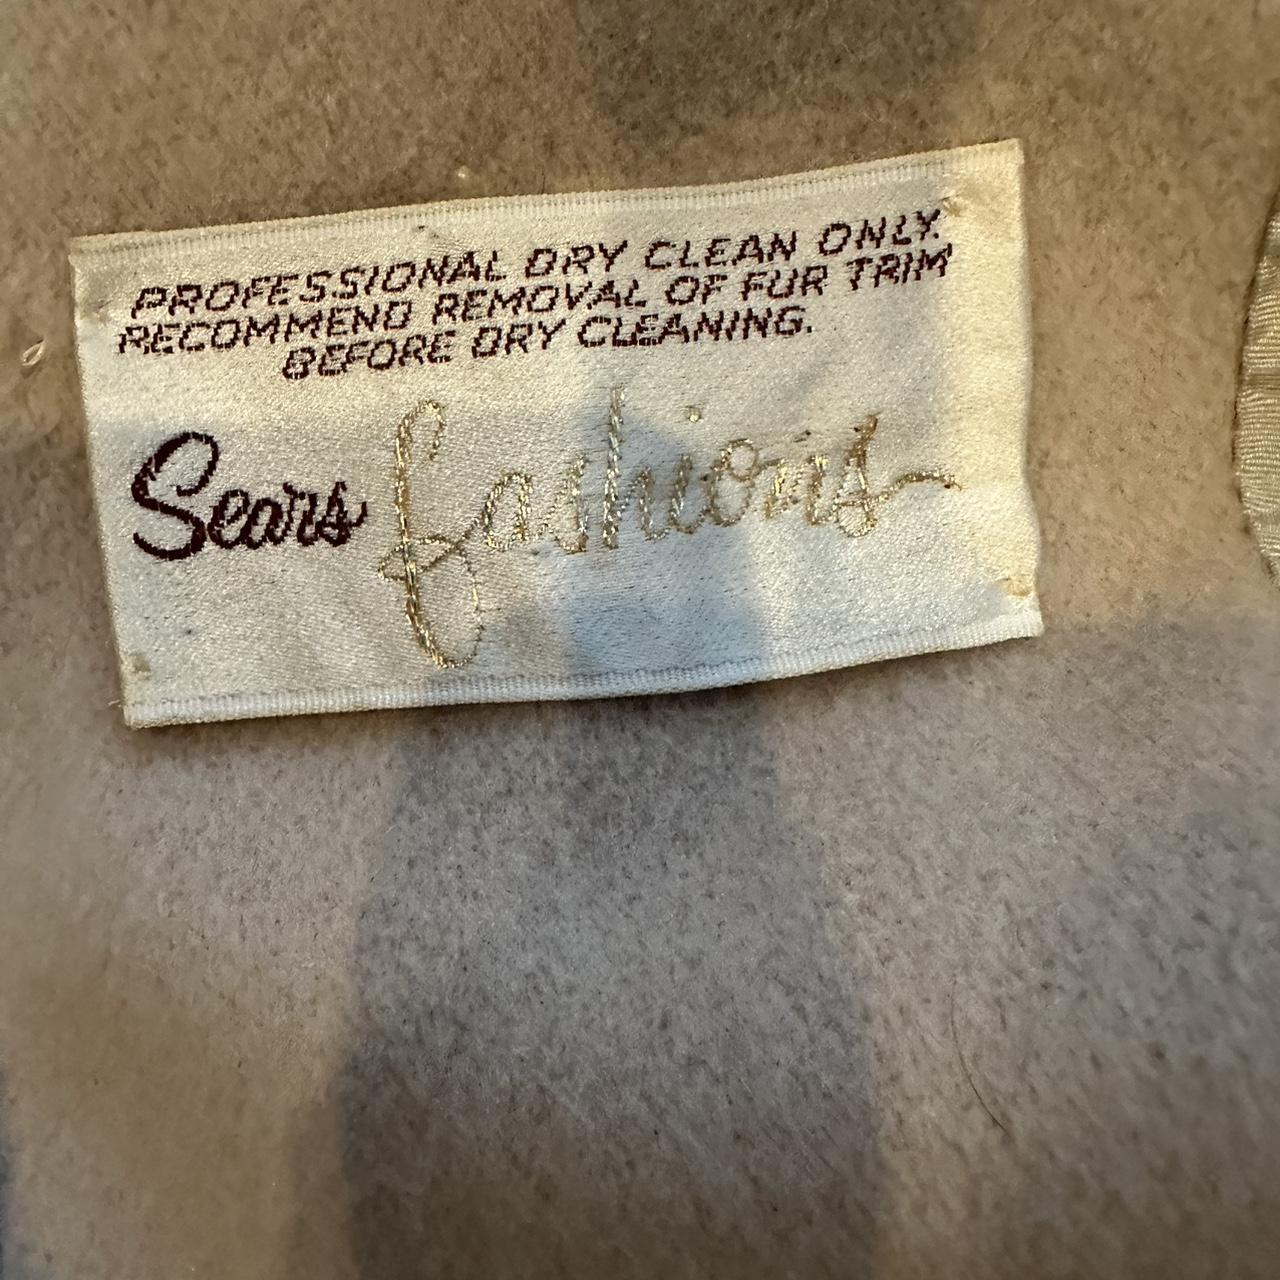 PROFESSIONAL DRY CLEAN ONLY.
RECOMMEND REMOVAL OF FUR TRIM
BEFORE DRY CLEANING.
Sears fashions